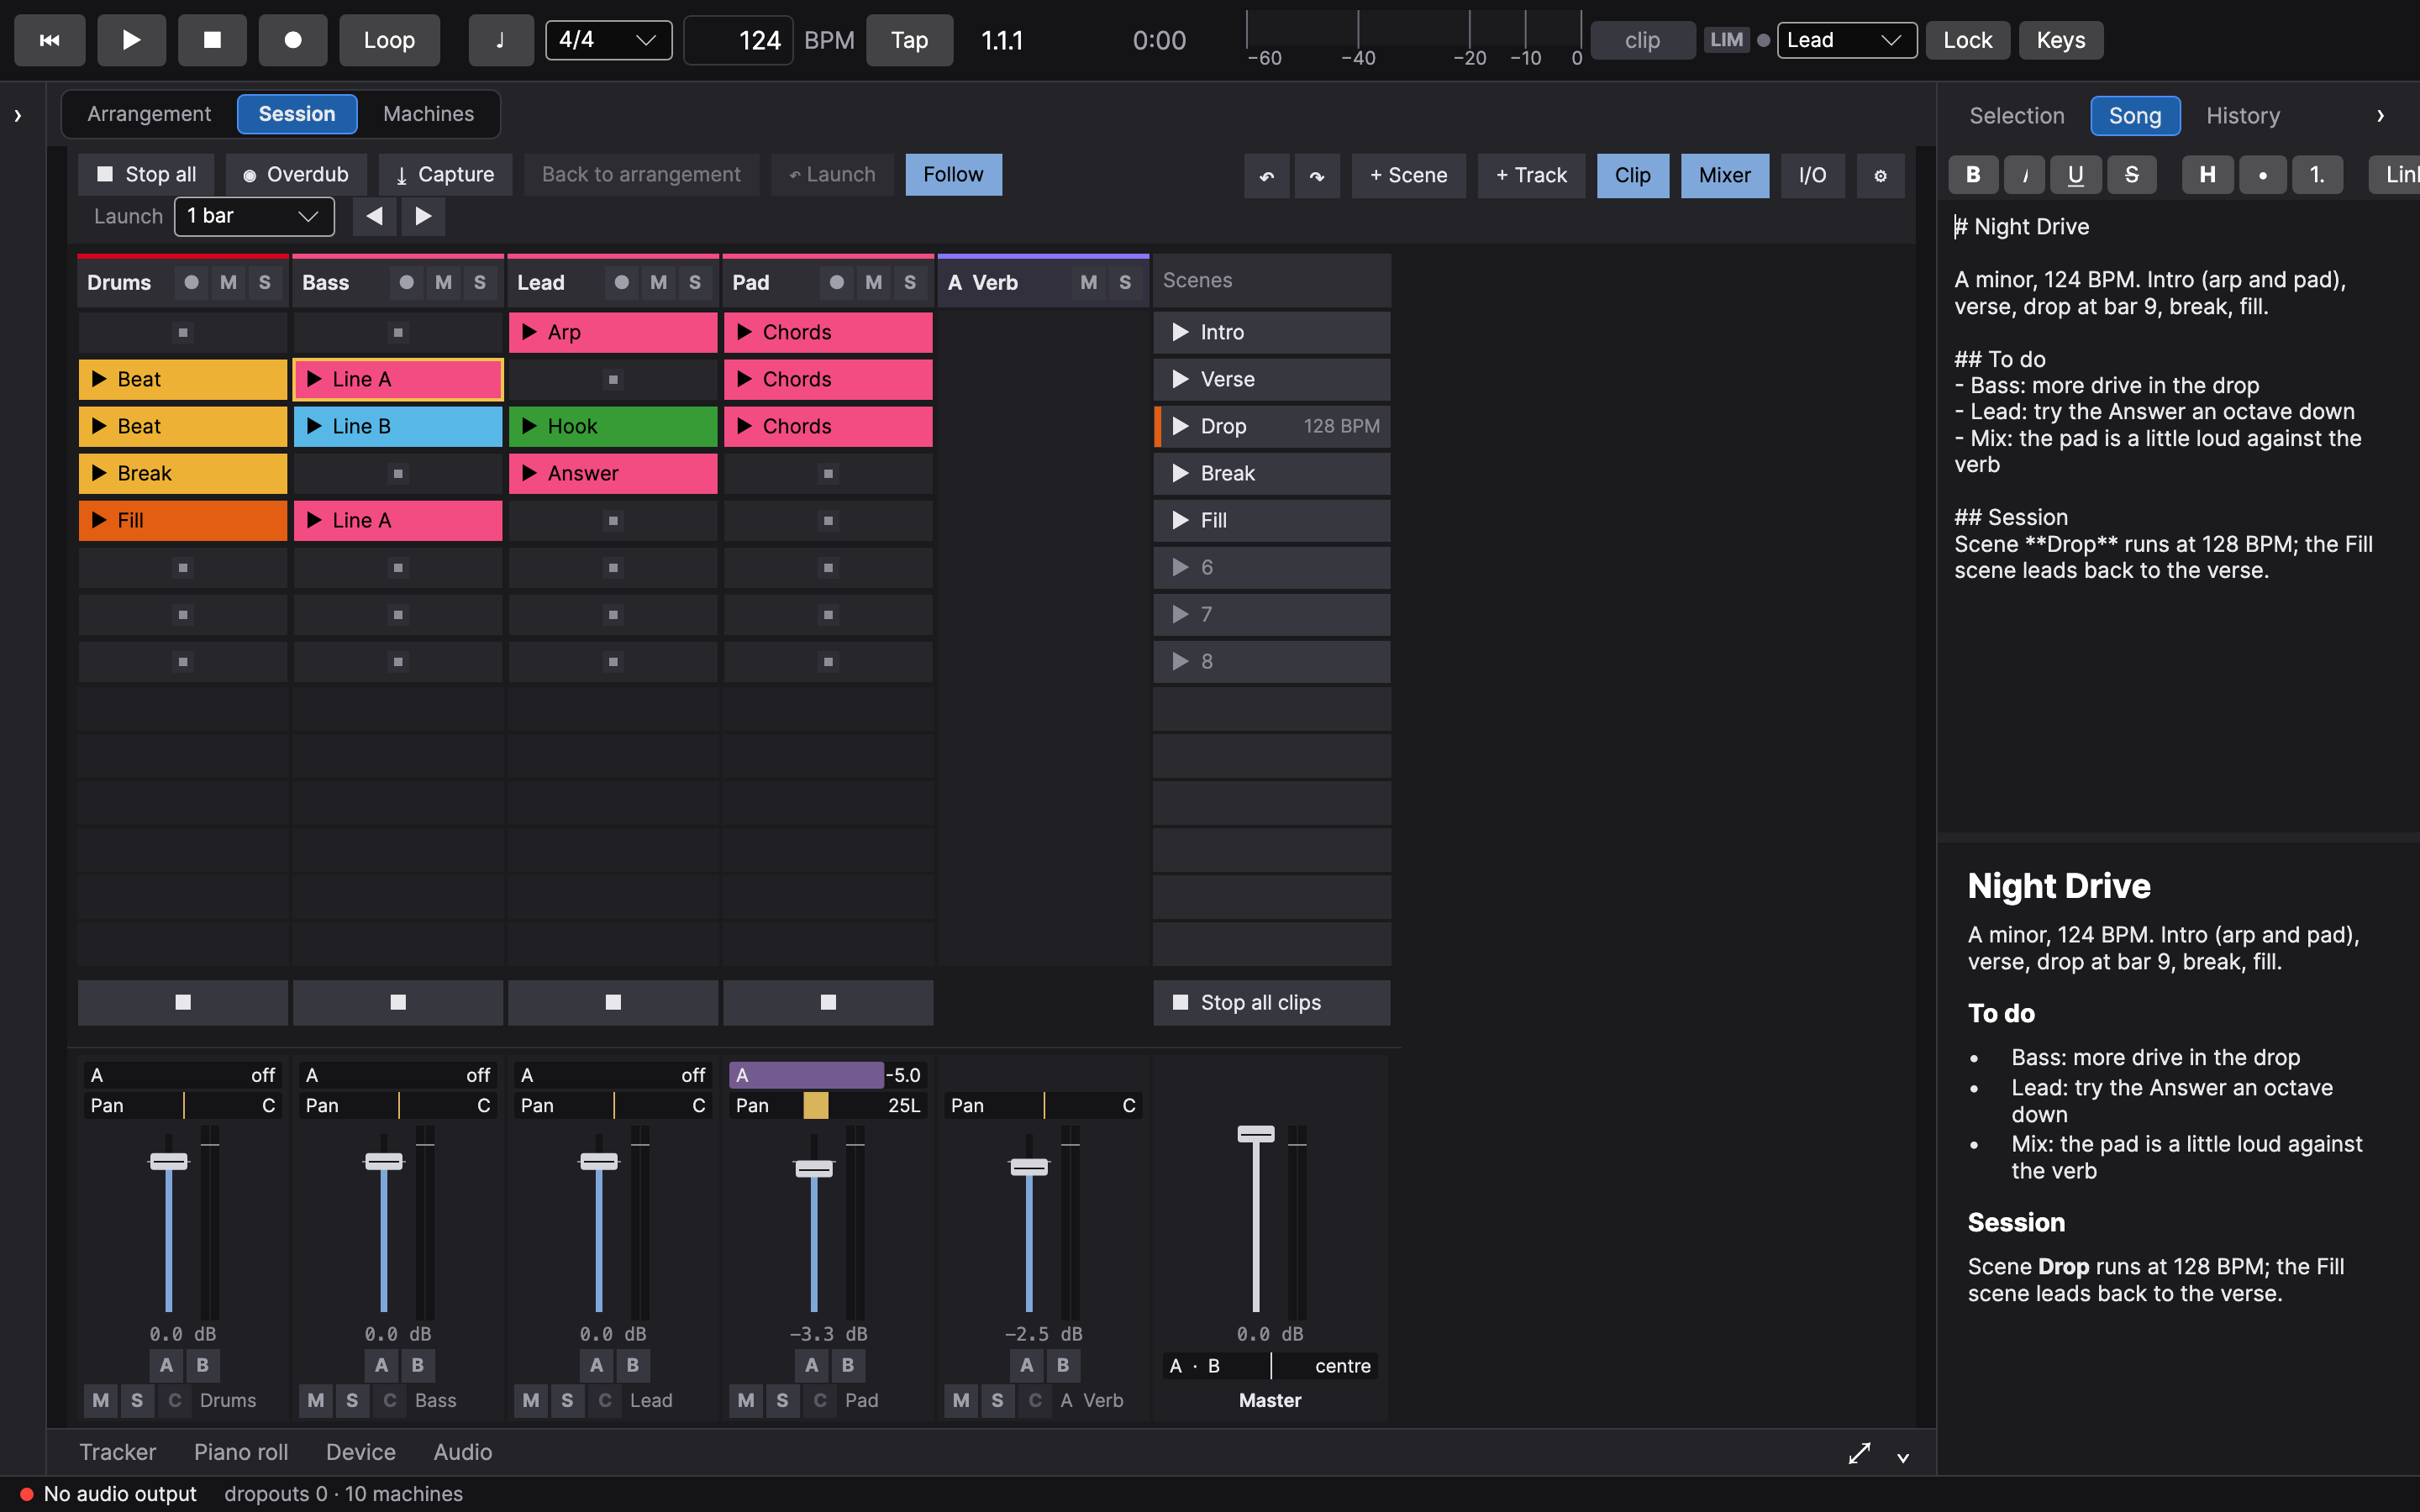 Loop 4/4 124 BPM Tap 1.1.1 0:00 −60 −40 −20 −10 0 clip LIM Lead Lock Keys
Arrangement Session Machines
Selection Song History
Stop all Overdub Capture Back to arrangement Launch Follow + Scene + Track Clip Mixer I/O
B I U S H • 1. Link
Launch 1 bar
Drums M S Bass M S Lead M S Pad M S A Verb M S Scenes
Arp Chords Intro
Beat Line A Chords Verse
Beat Line B Hook Chords Drop 128 BPM
Break Answer Break
Fill Line A Fill
6
7
8
Stop all clips
A off A off A off A -5.0
Pan C Pan C Pan C Pan 25L Pan C
0.0 dB 0.0 dB 0.0 dB −3.3 dB −2.5 dB 0.0 dB
A B A B A B A B A B A · B centre
M S C Drums M S C Bass M S C Lead M S C Pad M S C A Verb Master
Tracker Piano roll Device Audio
No audio output dropouts 0 · 10 machines
# Night Drive
A minor, 124 BPM. Intro (arp and pad),
verse, drop at bar 9, break, fill.
## To do
- Bass: more drive in the drop
- Lead: try the Answer an octave down
- Mix: the pad is a little loud against the
verb
## Session
Scene **Drop** runs at 128 BPM; the Fill
scene leads back to the verse.
Night Drive
A minor, 124 BPM. Intro (arp and pad),
verse, drop at bar 9, break, fill.
To do
• Bass: more drive in the drop
• Lead: try the Answer an octave
down
• Mix: the pad is a little loud against
the verb
Session
Scene Drop runs at 128 BPM; the Fill
scene leads back to the verse.